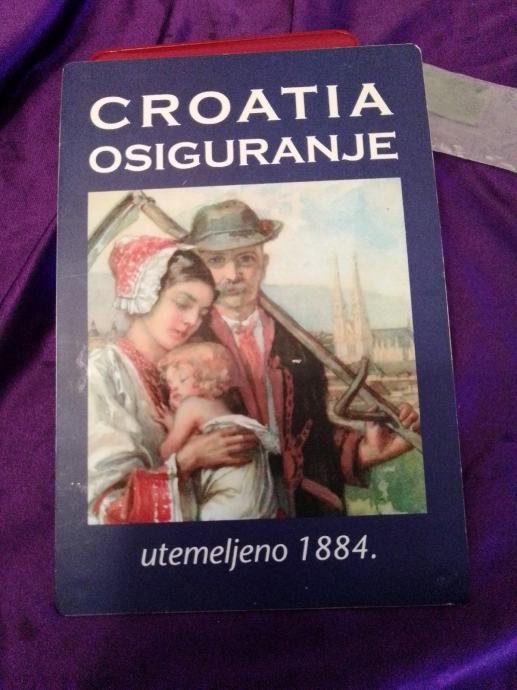 CROATIA
OSIGURANJE
utemeljeno 1884.